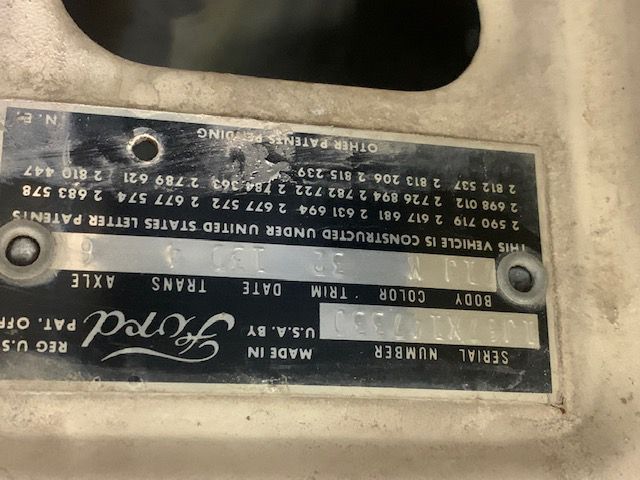 SERIAL NUMBER
MADE IN
U.S.A. BY
Ford
REG U.S
PAT. OFF
BODY COLOR TRIM DATE TRANS AXLE
M 6
THIS VEHICLE IS CONSTRUCTED UNDER UNITED STATES LETTER PATENTS
2 590 719 2 617 681 2 631 694 2 677 572 2 677 574 2 683 578
2 698 012 2 726 894 2 782 722 2 784 363 2 789 621 2 810 447
2 812 537 2 813 206 2 815 239
OTHER PATENTS PENDING
N.E.